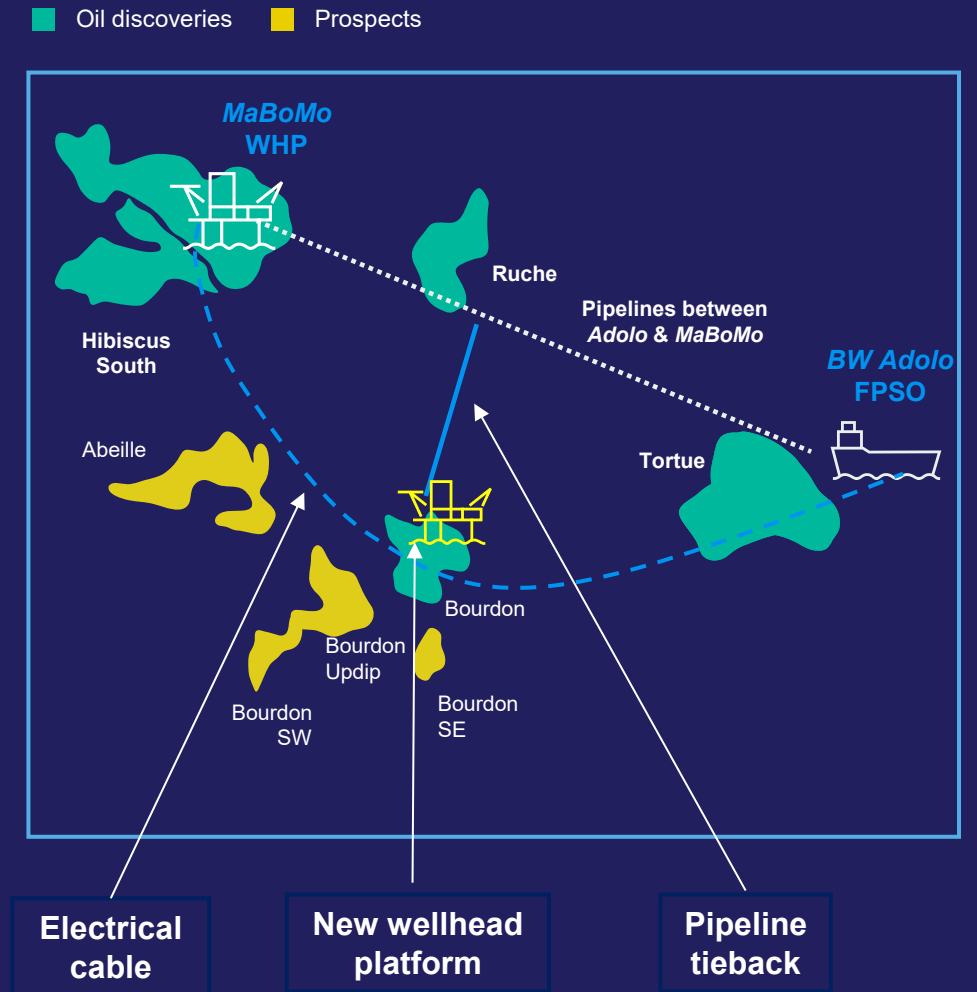 Oil discoveries
Prospects
MaBoMo
WHP
Ruche
Pipelines between
Adolo & MaBoMo
Hibiscus
South
BW Adolo
FPSO
Abeille
Tortue
Bourdon
Bourdon
Updip
Bourdon
SW
Bourdon
SE
Electrical
cable
New wellhead
platform
Pipeline
tieback